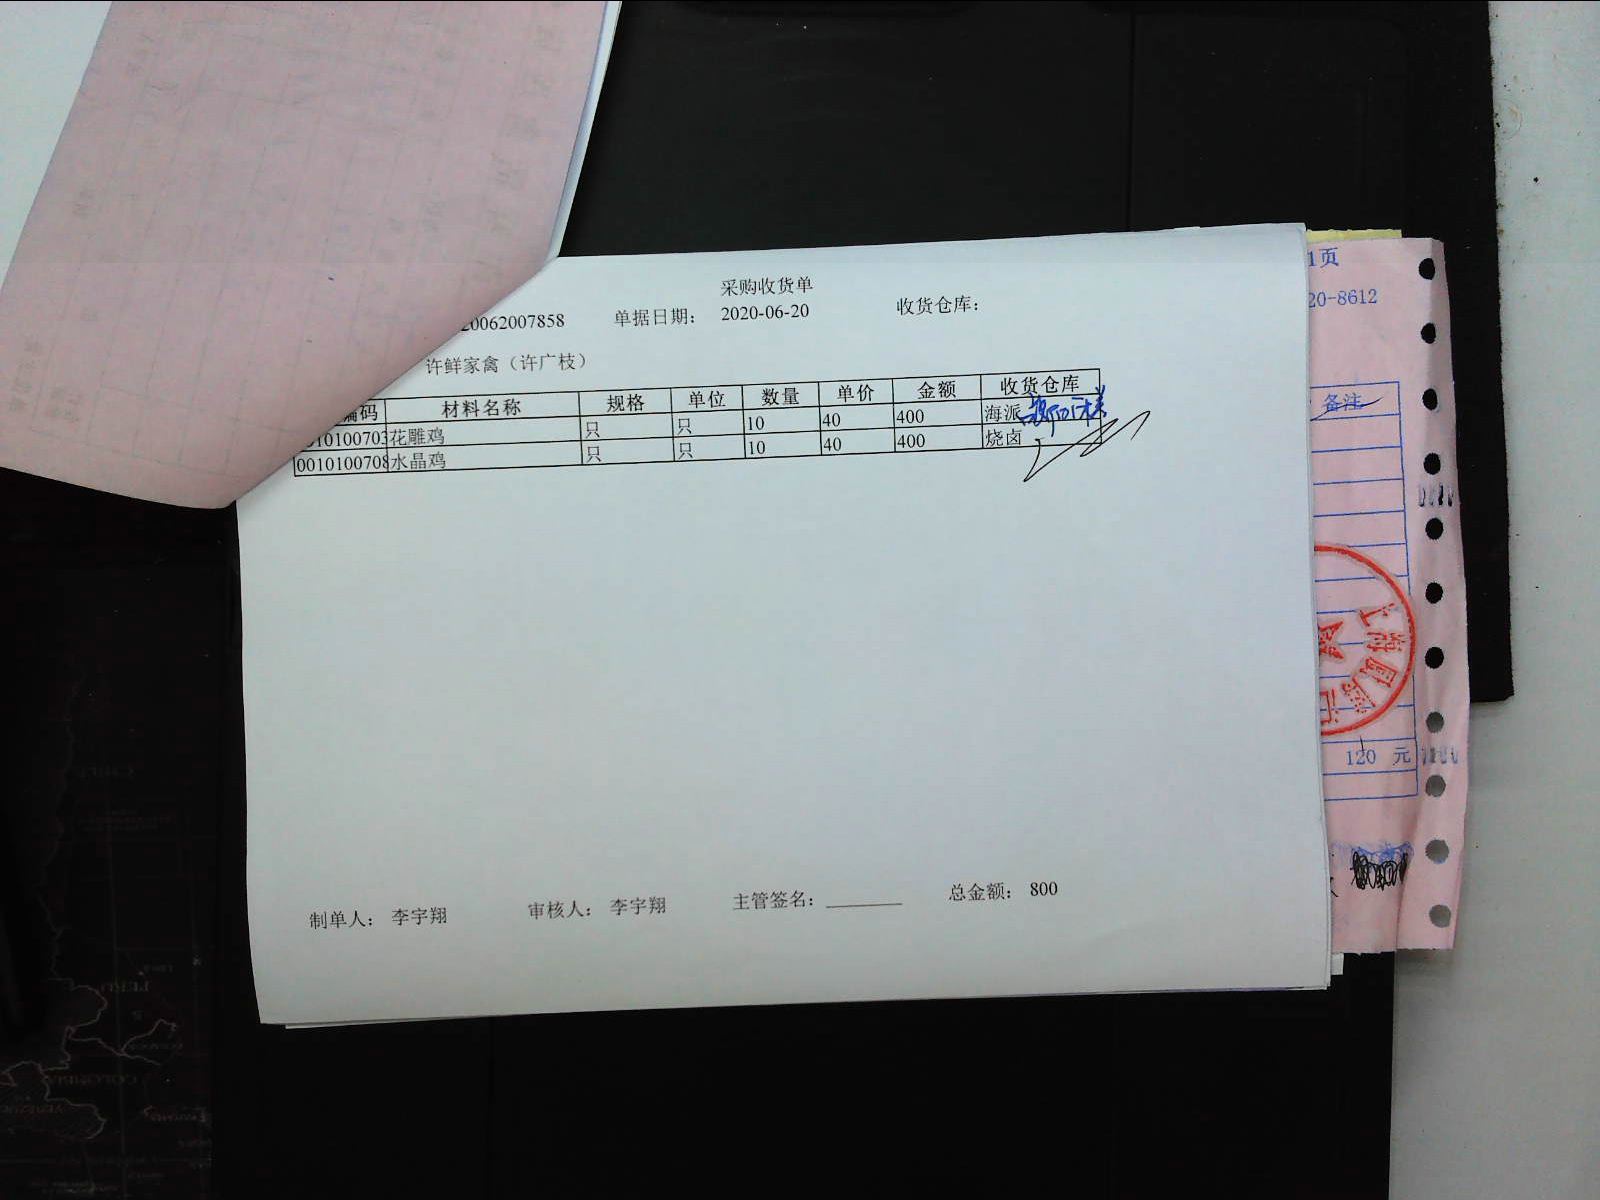 采购收货单
20062007858 单据日期： 2020-06-20 收货仓库：
许鲜家禽（许广枝）
编码 材料名称 规格 单位 数量 单价 金额 收货仓库
0010100703 花雕鸡 只 只 10 40 400 海派
0010100708 水晶鸡 只 只 10 40 400 烧卤
制单人： 李宇翔 审核人： 李宇翔 主管签名： 总金额： 800
1页
20-8612
备注
120 元